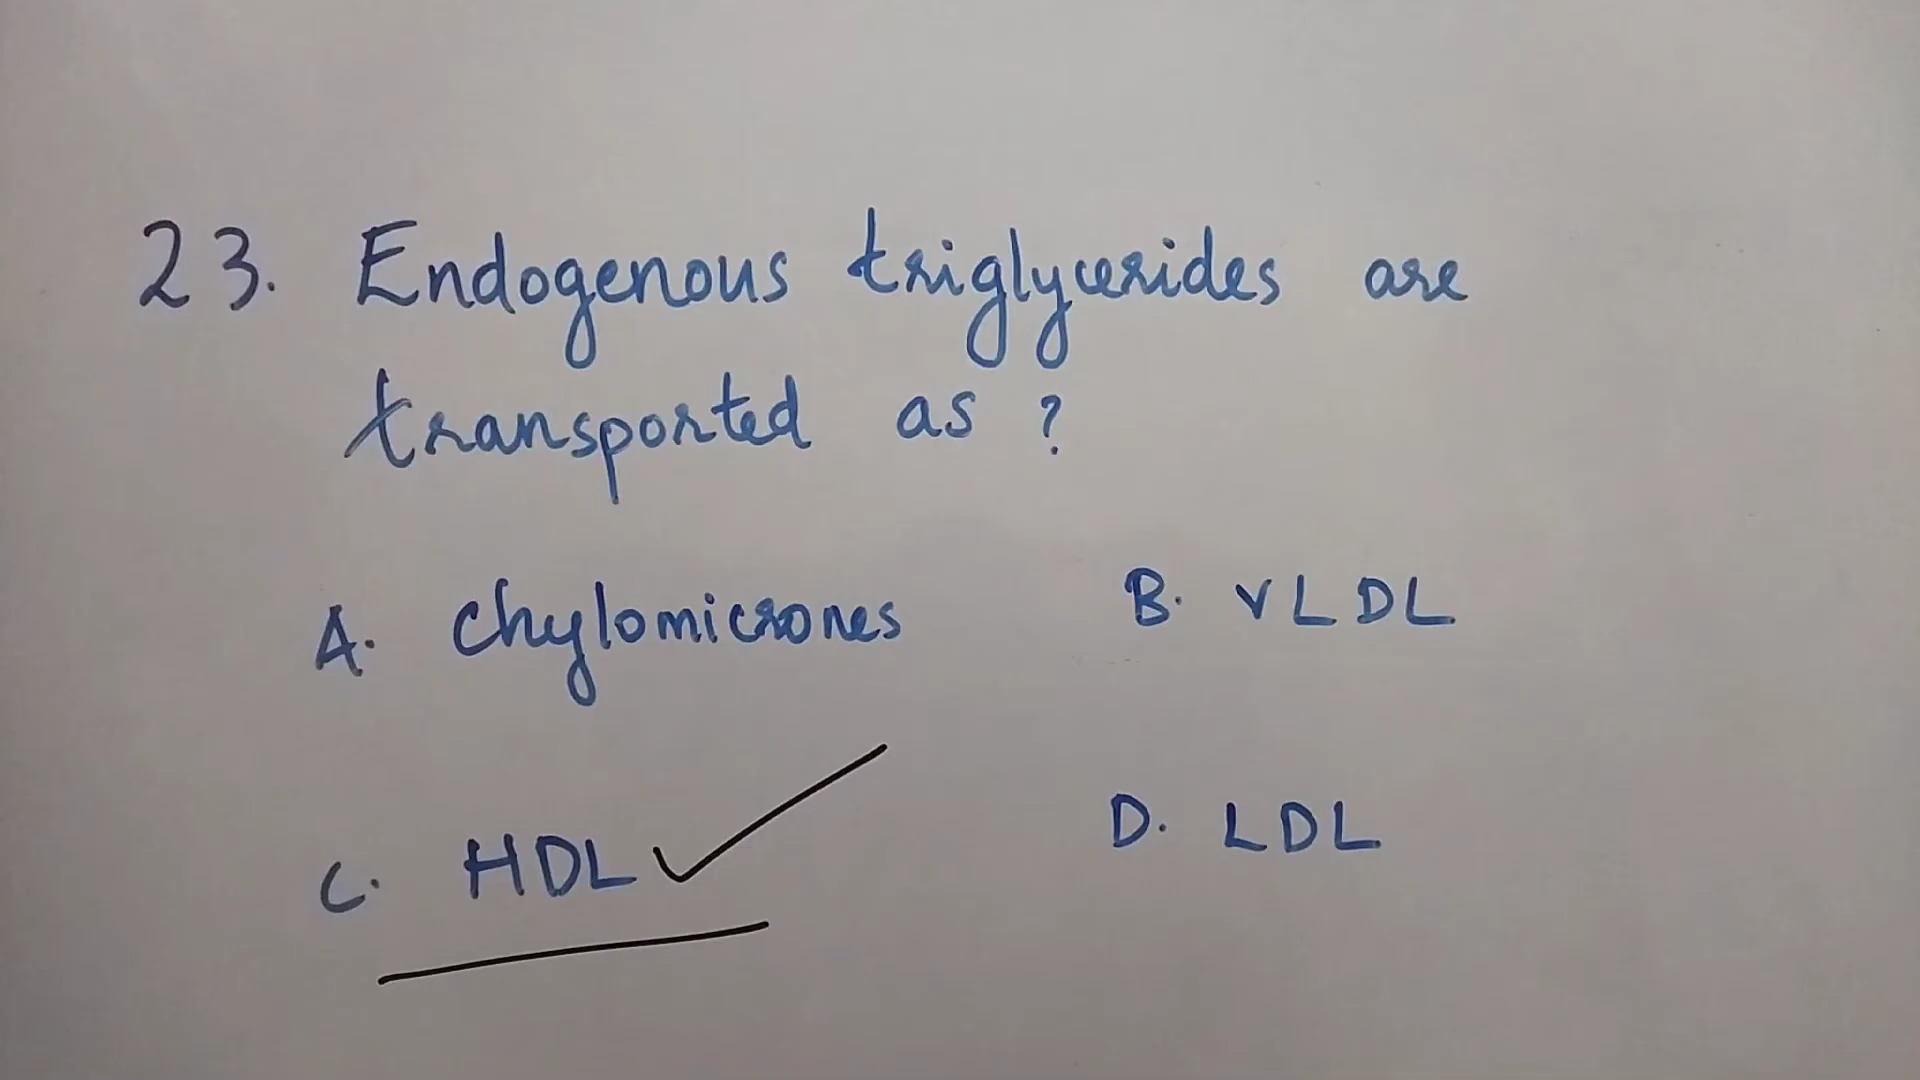 23. Endogenous triglycerides are
transported as ?
A. Chylomicrones B. VLDL
C. HDL D. LDL